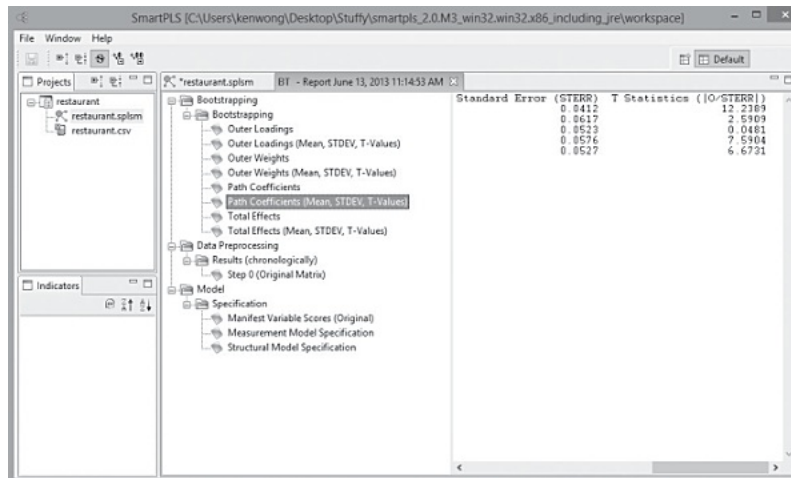 SmartPLS [C:\Users\kenwong\Desktop\Stuffy\smartpls_2.0.M3_win32.win32.x86_including_jre\workspace]
File Window Help
Default
Projects
restaurant
restaurant.splsm
restaurant.csv
Indicators
*restaurant.splsm
BT - Report June 13, 2013 11:14:53 AM
Bootstrapping
Bootstrapping
Outer Loadings
Outer Loadings (Mean, STDEV, T-Values)
Outer Weights
Outer Weights (Mean, STDEV, T-Values)
Path Coefficients
Path Coefficients (Mean, STDEV, T-Values)
Total Effects
Total Effects (Mean, STDEV, T-Values)
Data Preprocessing
Results (chronologically)
Step 0 (Original Matrix)
Model
Specification
Manifest Variable Scores (Original)
Measurement Model Specification
Structural Model Specification
Standard Error (STERR) T Statistics (|O/STERR|)
0.0412 12.2389
0.0617 2.5909
0.0523 0.0481
0.0576 7.5904
0.0527 6.6731